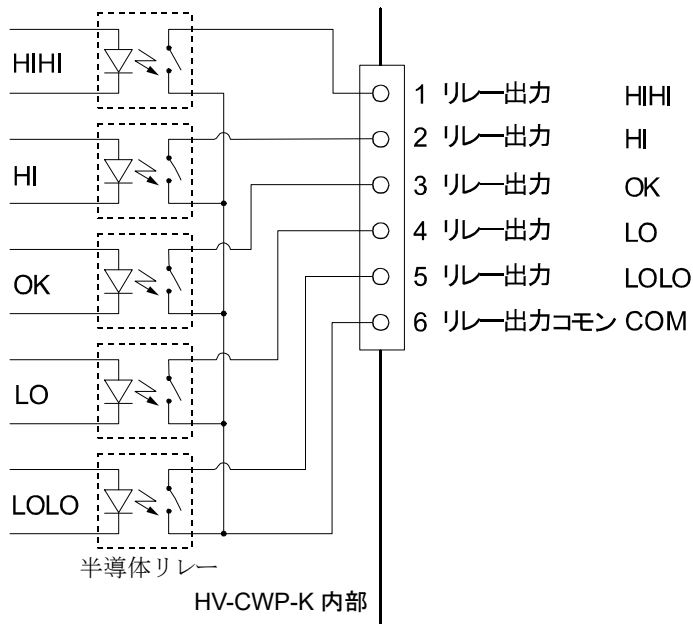 HIHI
HI
OK
LO
LOLO
半導体リレー
HV-CWP-K 内部
1 リレー出力 HIHI
2 リレー出力 HI
3 リレー出力 OK
4 リレー出力 LO
5 リレー出力 LOLO
6 リレー出力コモン COM